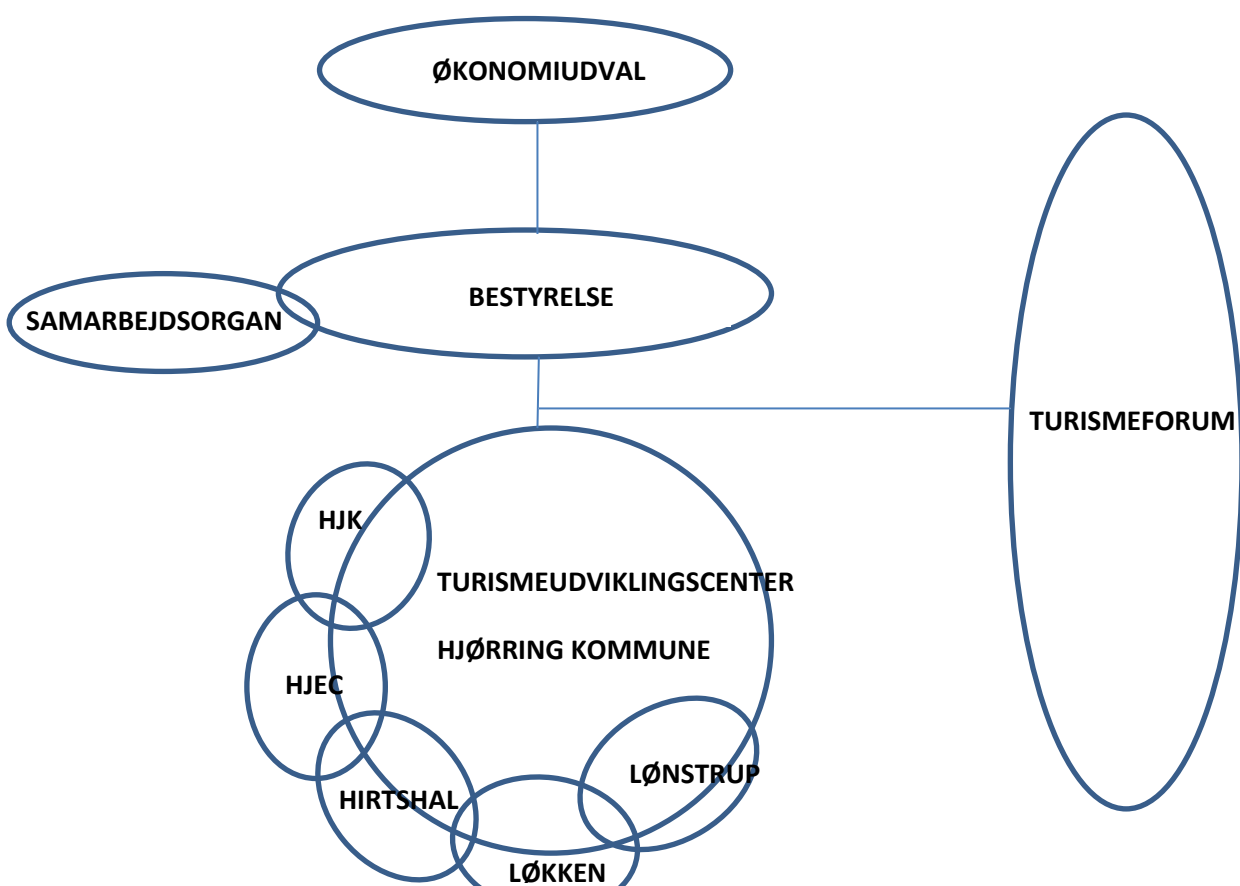 ØKONOMIUDVAL
BESTYRELSE
SAMARBEJDSORGAN
TURISMEFORUM
HJK
TURISMEUDVIKLINGSCENTER
HJØRRING KOMMUNE
HJEC
LØNSTRUP
HIRTSHAL
LØKKEN